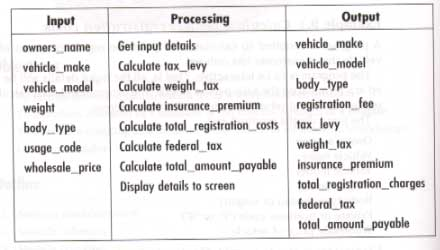 Input Processing Output
owners_name Get input details vehicle_make
vehicle_make Calculate tax_levy vehicle_model
vehicle_model Calculate weight_tax body_type
weight Calculate insurance_premium registration_fee
body_type Calculate total_registration_costs tax_levy
usage_code Calculate federal_tax weight_tax
wholesale_price Calculate total_amount_payable insurance_premium
Display details to screen total_registration_charges
federal_tax
total_amount_payable